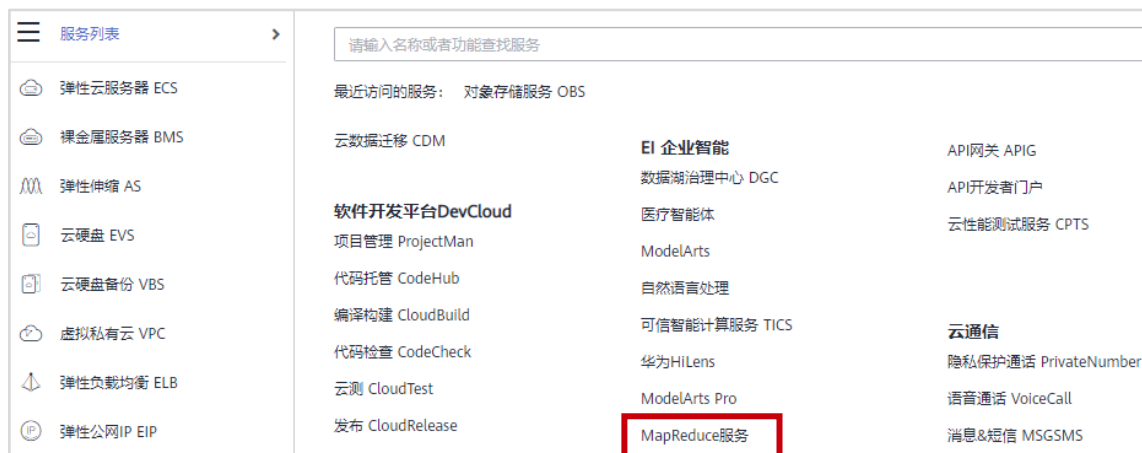 服务列表
弹性云服务器 ECS
裸金属服务器 BMS
弹性伸缩 AS
云硬盘 EVS
云硬盘备份 VBS
虚拟私有云 VPC
弹性负载均衡 ELB
弹性公网IP EIP
请输入名称或者功能查找服务
最近访问的服务： 对象存储服务 OBS
云数据迁移 CDM
软件开发平台DevCloud
项目管理 ProjectMan
代码托管 CodeHub
编译构建 CloudBuild
代码检查 CodeCheck
云测 CloudTest
发布 CloudRelease
EI 企业智能
数据湖治理中心 DGC
医疗智能体
ModelArts
自然语言处理
可信智能计算服务 TICS
华为HiLens
ModelArts Pro
MapReduce服务
API网关 APIG
API开发者门户
云性能测试服务 CPTS
云通信
隐私保护通话 PrivateNumber
语音通话 VoiceCall
消息&短信 MSGSMS